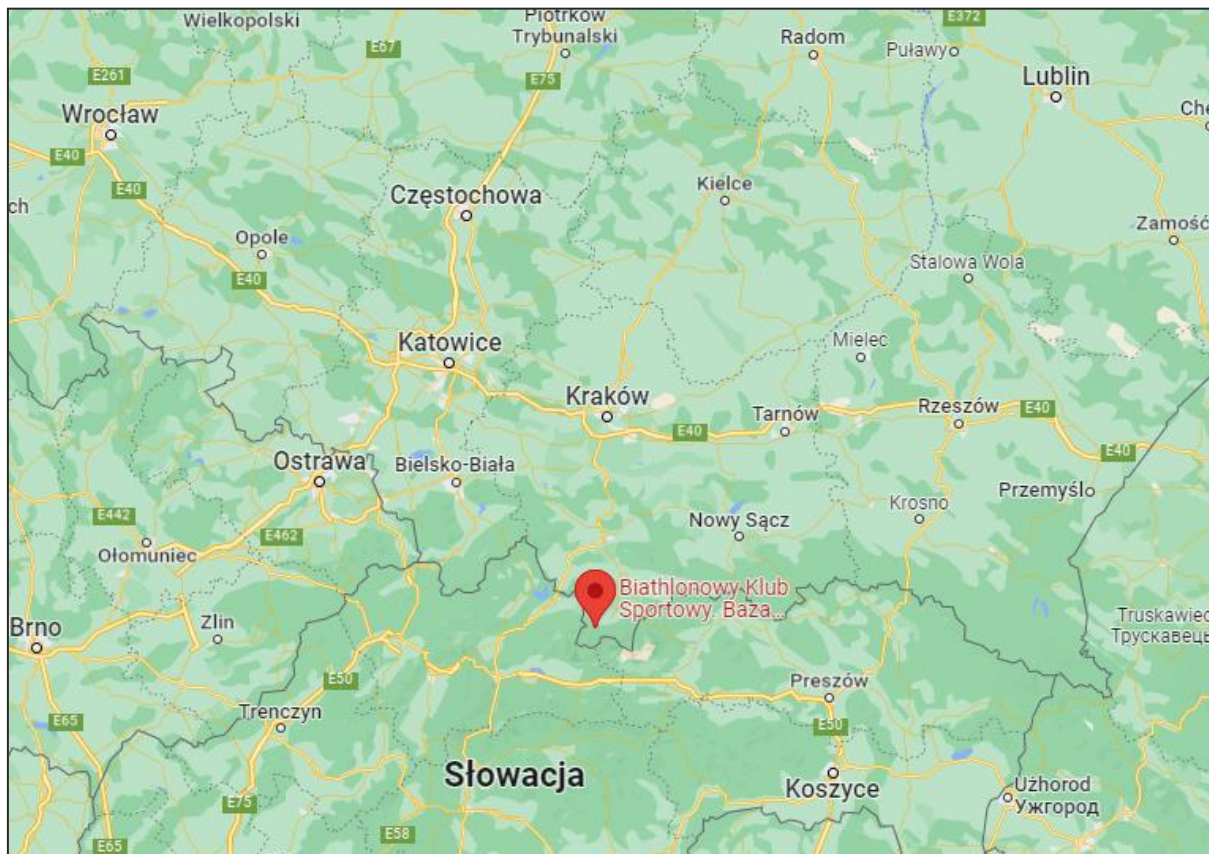 Wielkopolski
Piotrków
Trybunalski
E67
E75
Radom
Puławy
E372
Lublin
E261
Wrocław
E40
E40
ch
Częstochowa
Kielce
Zamość
Opole
E40
Stalowa Wola
Katowice
Mielec
Kraków
Tarnów
Rzeszów
E40
E40
E40
Ostrawa
Bielsko-Biała
Przemyśl
Krosno
E442
E462
Nowy Sącz
Ołomuniec
Biathlonowy Klub
Sportowy. Baza...
Zlin
Brno
Truskawiec
Трускавець
E50
Preszów
E65
Trenczyn
E50
Słowacja
Koszyce
Użhorod
Ужгород
E75
E58
E65